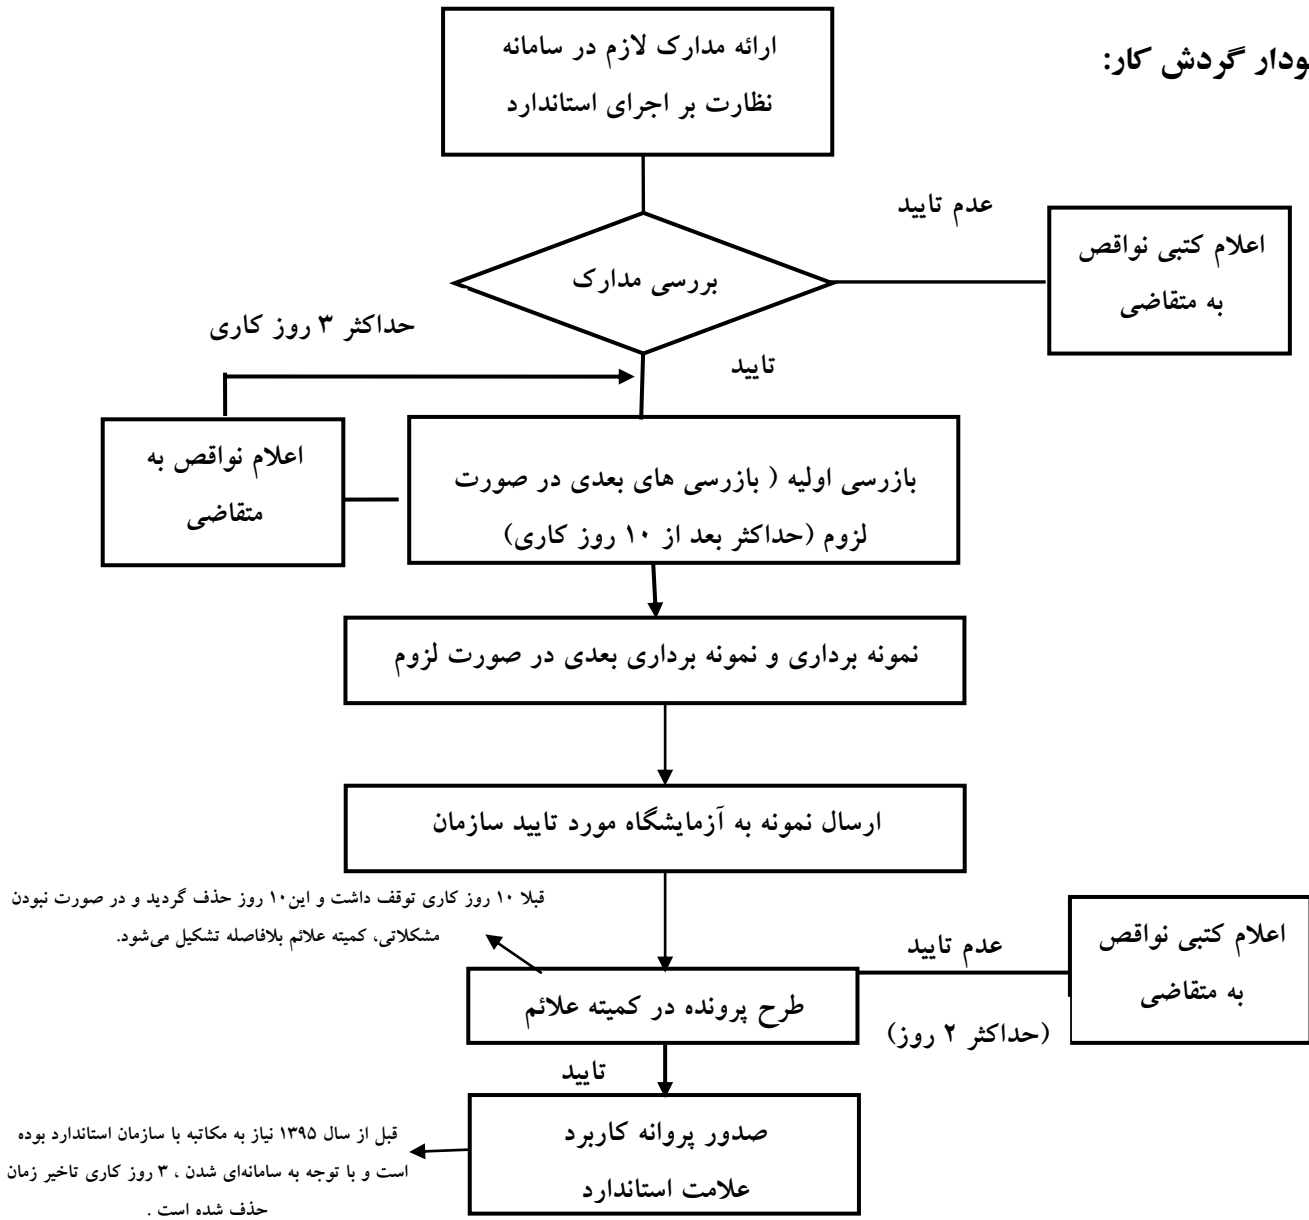 ودار گردش کار:
ارائه مدارک لازم در سامانه
نظارت بر اجرای استاندارد
عدم تایید
اعلام کتبی نواقص
به متقاضی
بررسی مدارک
حداکثر ۳ روز کاری
تایید
اعلام نواقص به
متقاضی
بازرسی اولیه ( بازرسی های بعدی در صورت
لزوم (حداکثر بعد از ۱۰ روز کاری)
نمونه برداری و نمونه برداری بعدی در صورت لزوم
ارسال نمونه به آزمایشگاه مورد تایید سازمان
قبلا ۱۰ روز کاری توقف داشت و این۱۰ روز حذف گردید و در صورت نبودن
مشکلاتی، کمیته علائم بلافاصله تشکیل می‌شود.
عدم تایید
اعلام کتبی نواقص
به متقاضی
طرح پرونده در کمیته علائم
(حداکثر ۲ روز)
تایید
صدور پروانه کاربرد
علامت استاندارد
قبل از سال ۱۳۹۵ نیاز به مکاتبه با سازمان استاندارد بوده
است و با توجه به سامانه‌ای شدن ، ۳ روز کاری تاخیر زمان
حذف شده است .